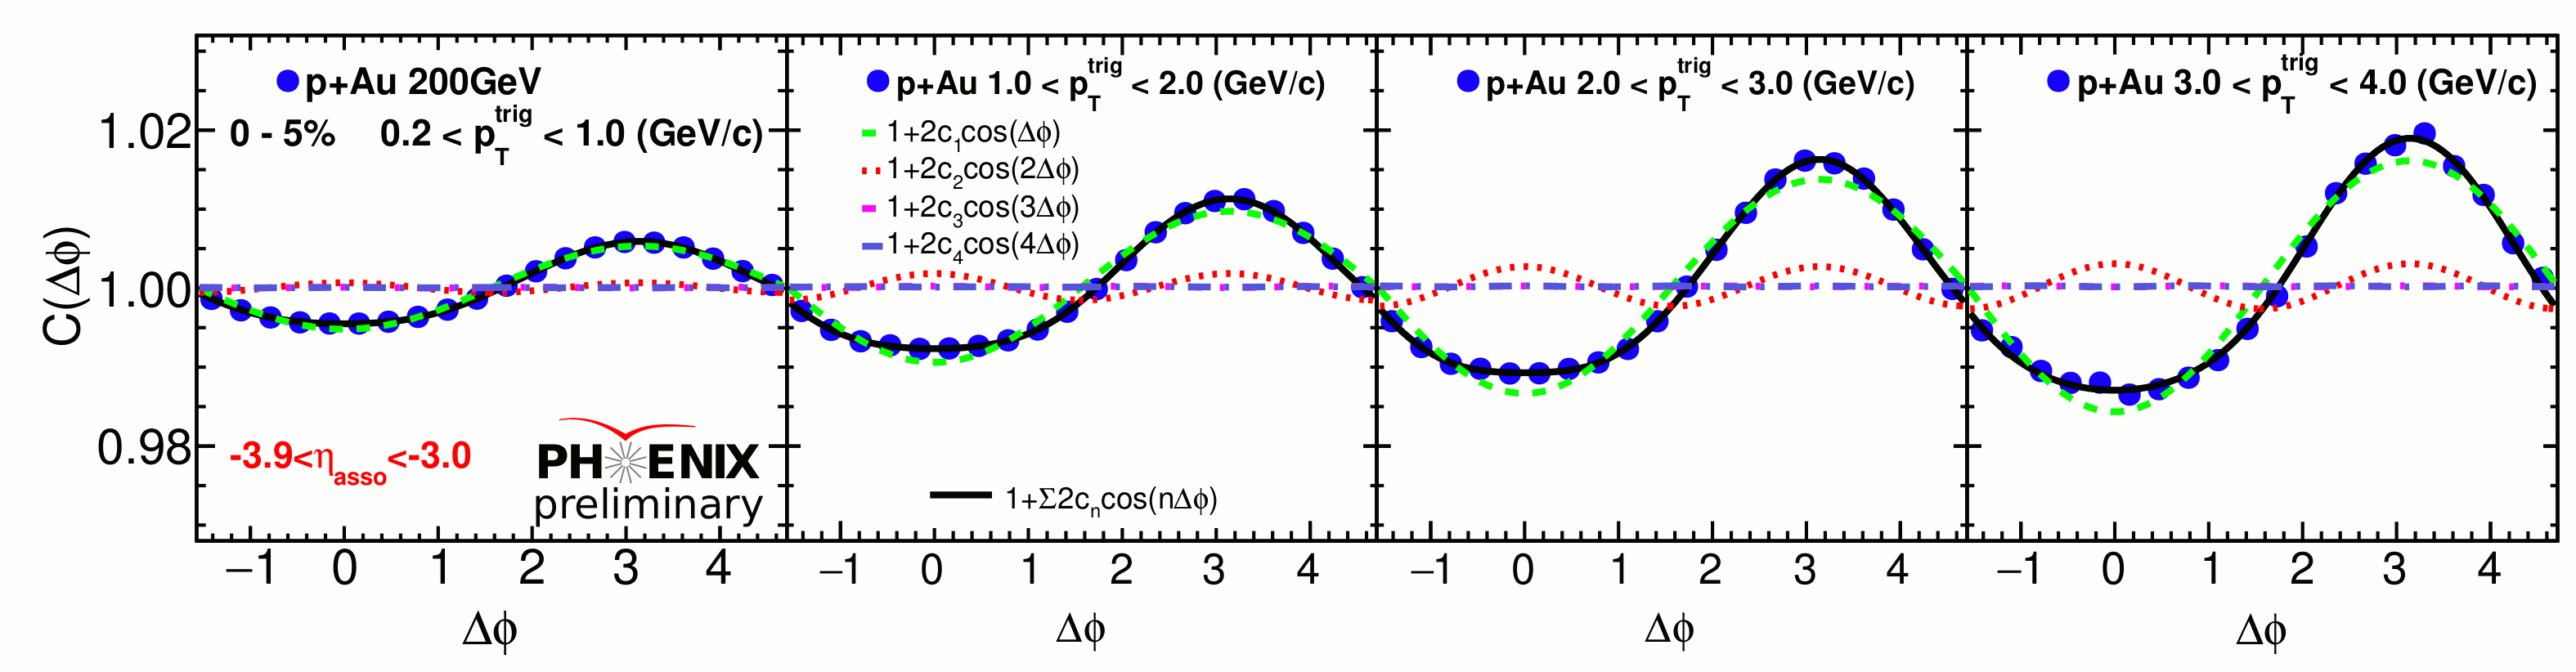 p+Au 200GeV
0 - 5% 0.2 < p_T^trig < 1.0 (GeV/c)
-3.9<η_asso<-3.0
PHENIX
preliminary
p+Au 1.0 < p_T^trig < 2.0 (GeV/c)
1+2c_1cos(Δϕ)
1+2c_2cos(2Δϕ)
1+2c_3cos(3Δϕ)
1+2c_4cos(4Δϕ)
1+Σ2c_ncos(nΔϕ)
p+Au 2.0 < p_T^trig < 3.0 (GeV/c)
p+Au 3.0 < p_T^trig < 4.0 (GeV/c)
C(Δϕ)
1.02
1.00
0.98
−1 0 1 2 3 4
−1 0 1 2 3 4
−1 0 1 2 3 4
−1 0 1 2 3 4
Δϕ
Δϕ
Δϕ
Δϕ